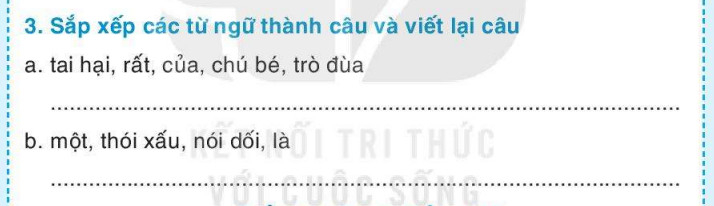 3. Sắp xếp các từ ngữ thành câu và viết lại câu
a. tai hại, rất, của, chú bé, trò đùa
b. một, thói xấu, nói dối, là
KẾT NỐI TRI THỨC
VỚI CUỘC SỐNG